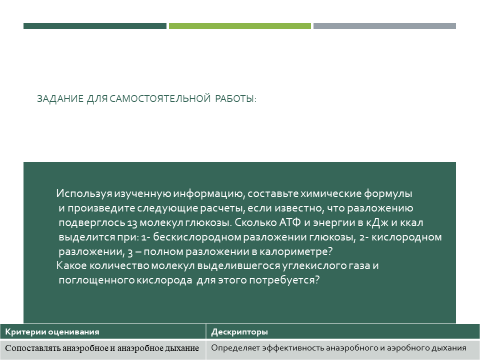 ЗАДАНИЕ ДЛЯ САМОСТОЯТЕЛЬНОЙ РАБОТЫ:
Используя изученную информацию, составьте химические формулы
и произведите следующие расчеты, если известно, что разложению
подверглось 13 молекул глюкозы. Сколько АТФ и энергии в кДж и ккал
выделится при: 1- бескислородном разложении глюкозы, 2- кислородном
разложении, 3 – полном разложении в калориметре?
Какое количество молекул выделившегося углекислого газа и
поглощенного кислорода для этого потребуется?
Критерии оценивания Дескрипторы
Сопоставлять анаэробное и анаэробное дыхание Определяет эффективность анаэробного и аэробного дыхания